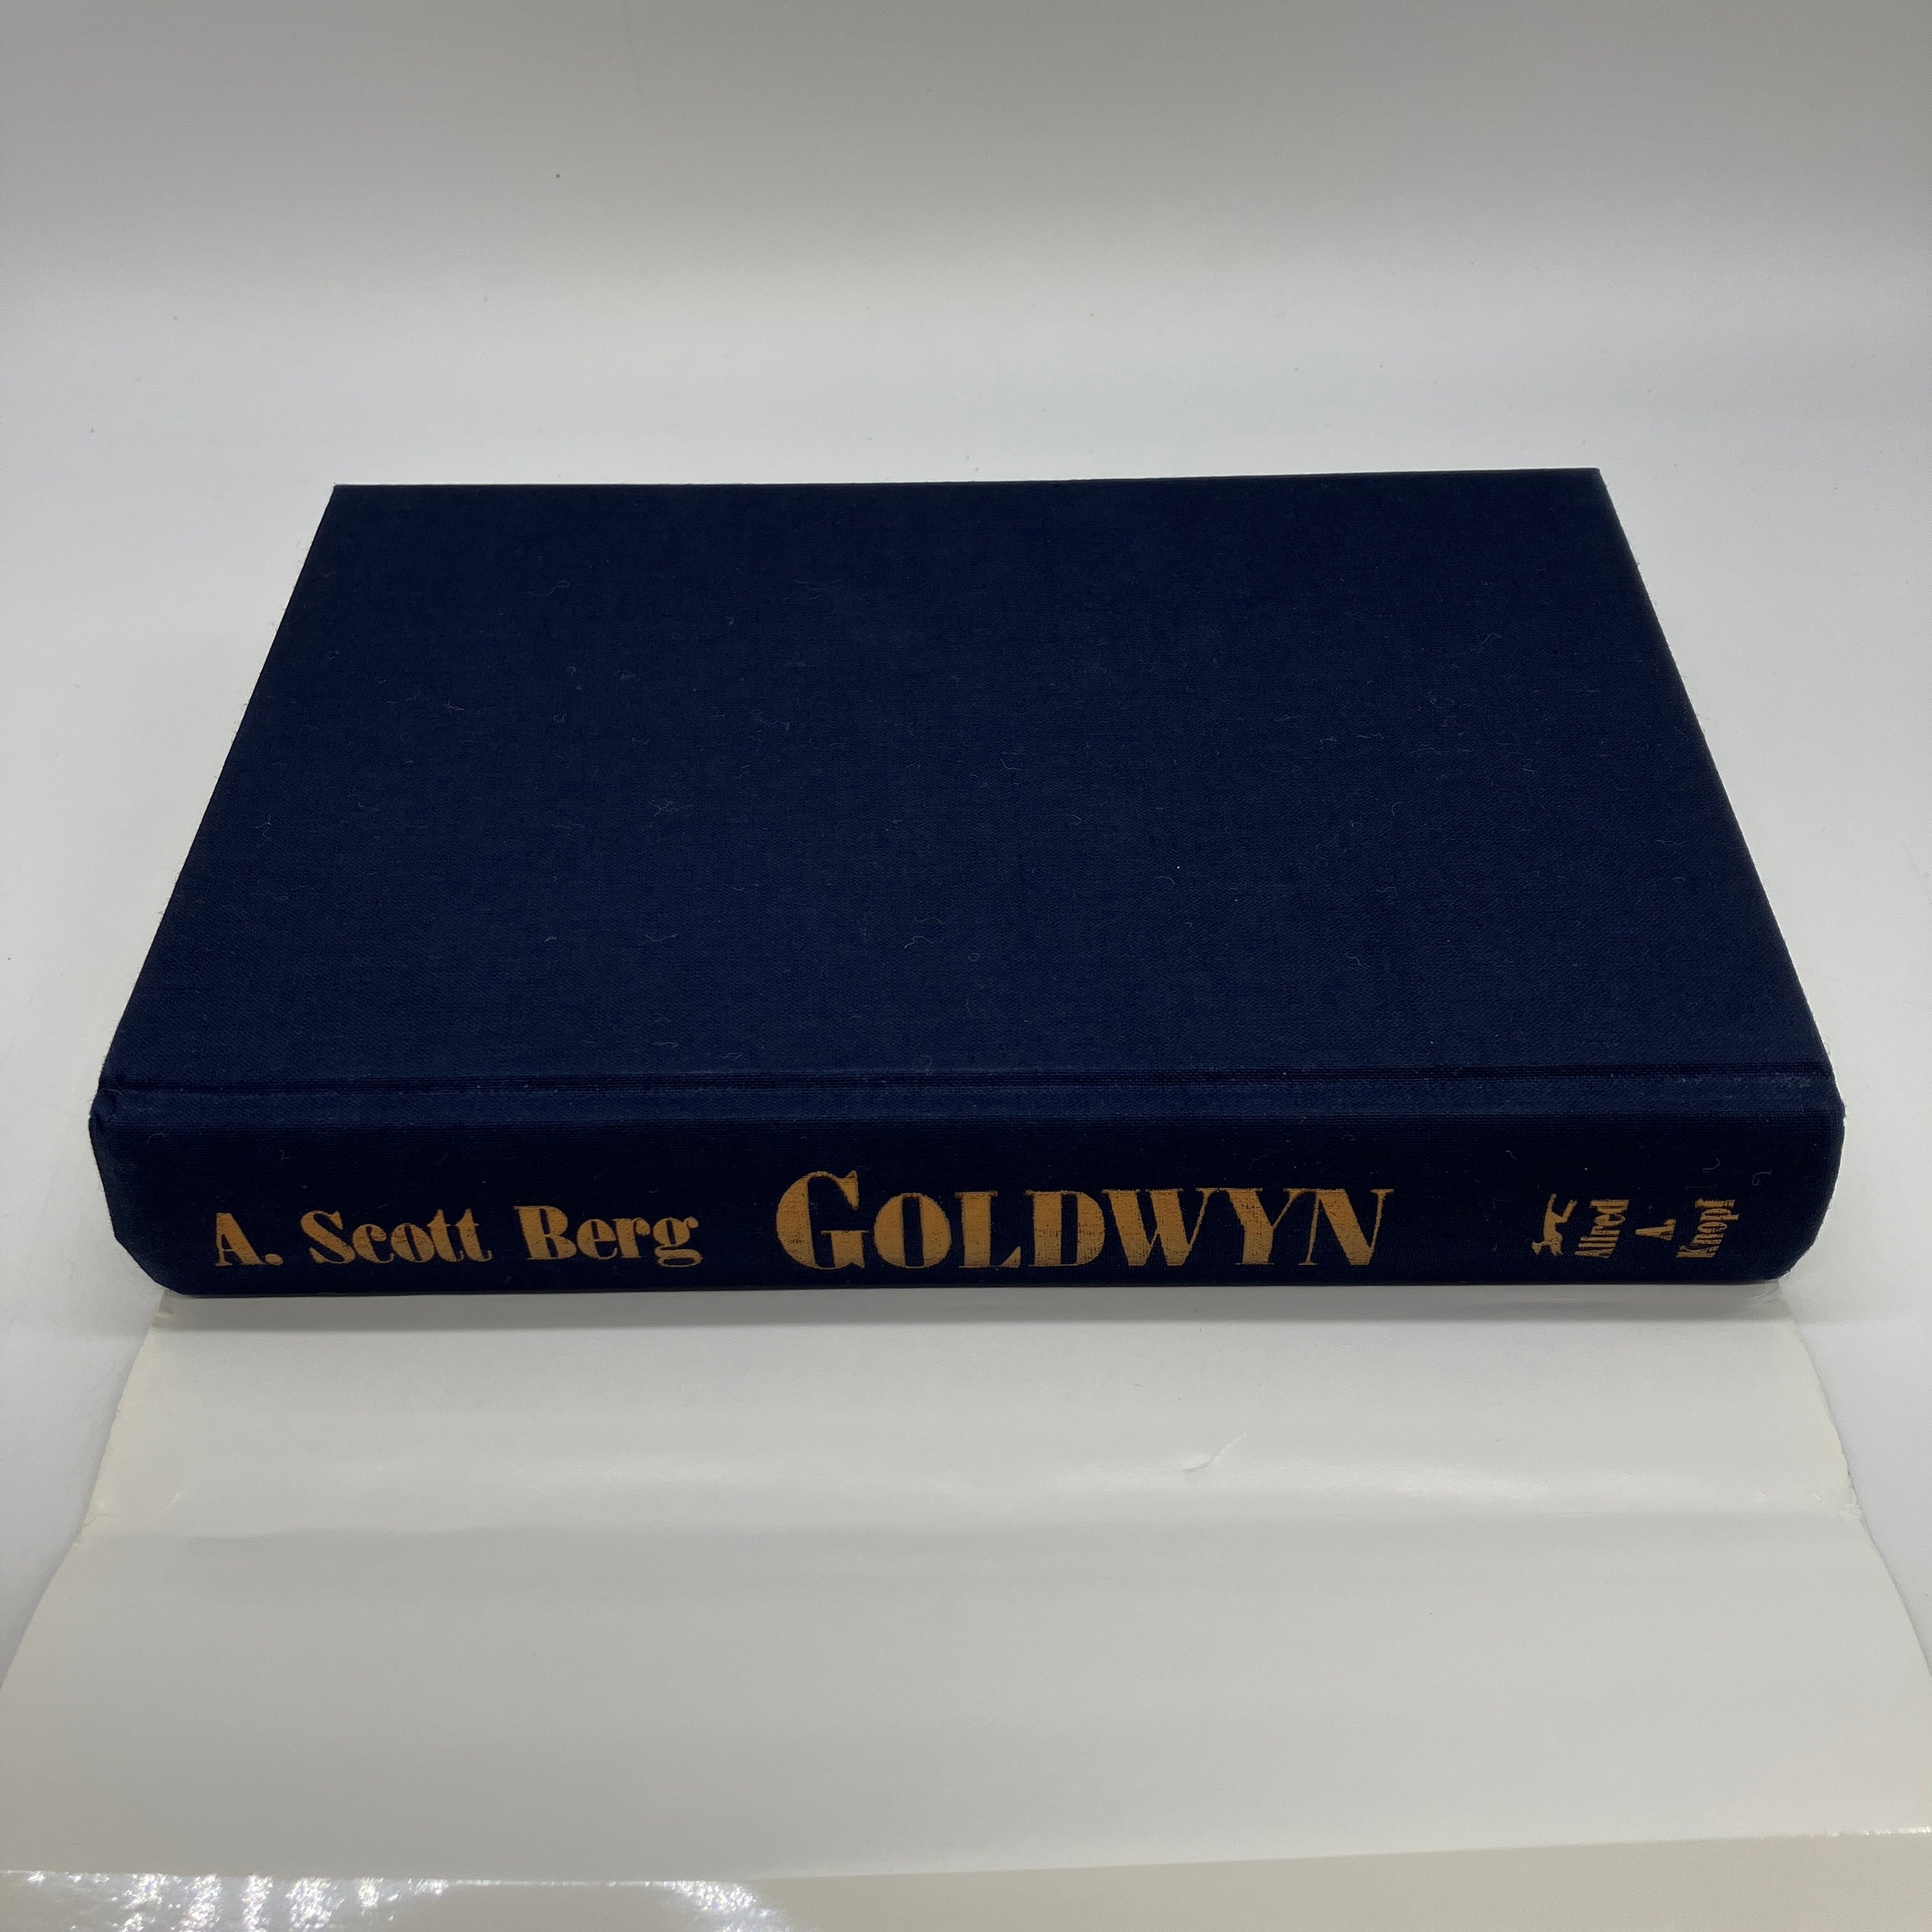 A. Scott Berg GOLDWYN
Alfred
A.
Knopf